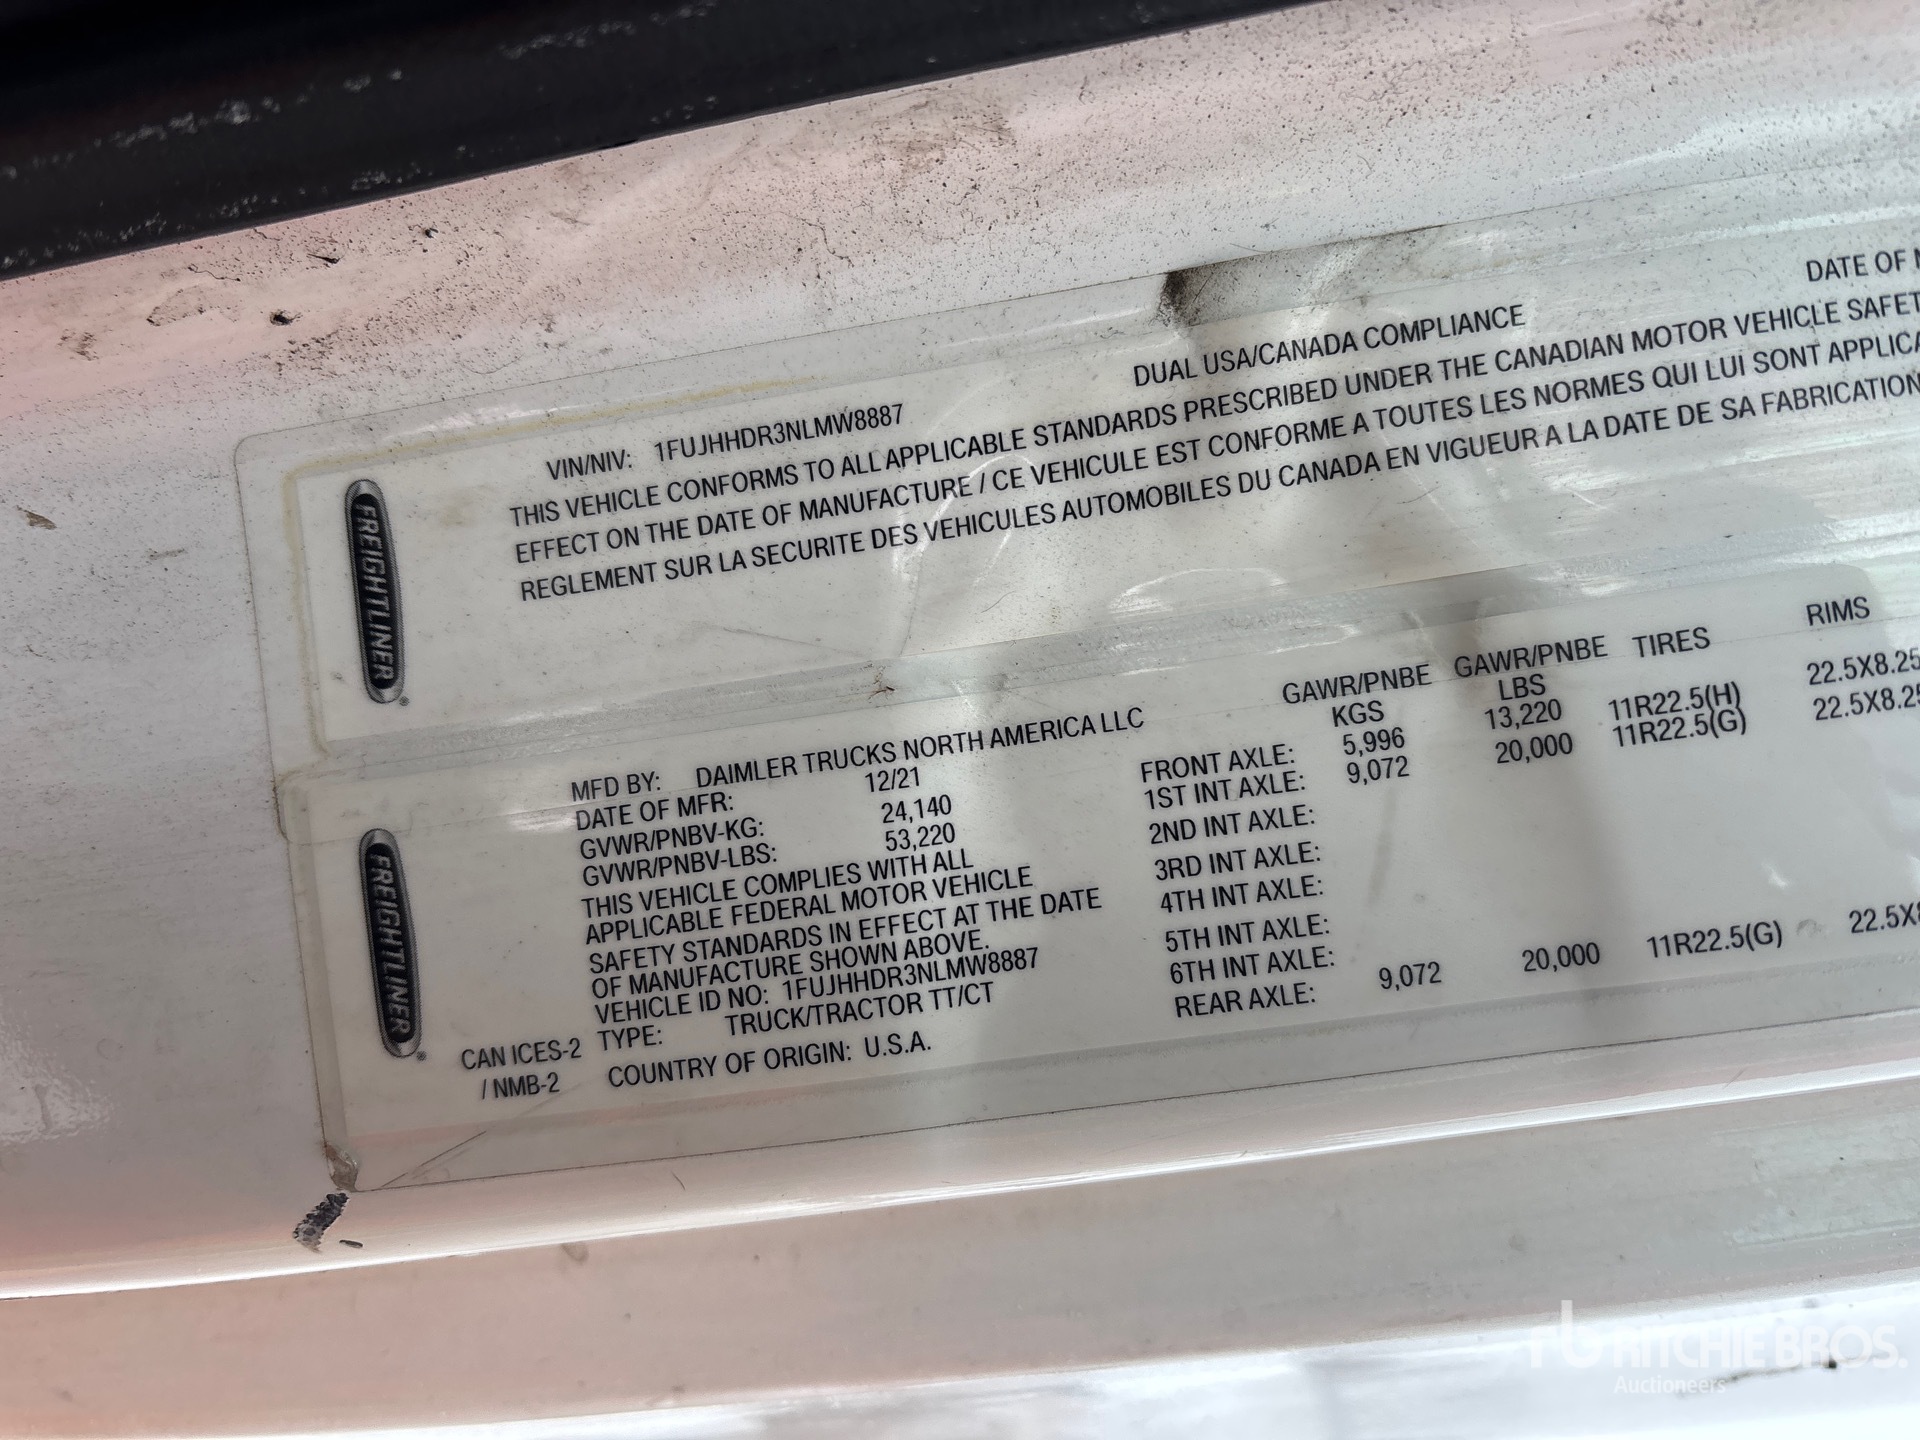 DATE OF
DUAL USA/CANADA COMPLIANCE
VIN/NIV: 1FUJHHDR3NLMW8887
THIS VEHICLE CONFORMS TO ALL APPLICABLE STANDARDS PRESCRIBED UNDER THE CANADIAN MOTOR VEHICLE SAFET
EFFECT ON THE DATE OF MANUFACTURE / CE VEHICULE EST CONFORME A TOUTES LES NORMES QUI LUI SONT APPLICA
REGLEMENT SUR LA SECURITE DES VEHICULES AUTOMOBILES DU CANADA EN VIGUEUR A LA DATE DE SA FABRICATION
FREIGHTLINER®
MFD BY: DAIMLER TRUCKS NORTH AMERICA LLC
DATE OF MFR: 12/21
GVWR/PNBV-KG: 24,140
GVWR/PNBV-LBS: 53,220
THIS VEHICLE COMPLIES WITH ALL
APPLICABLE FEDERAL MOTOR VEHICLE
SAFETY STANDARDS IN EFFECT AT THE DATE
OF MANUFACTURE SHOWN ABOVE.
VEHICLE ID NO: 1FUJHHDR3NLMW8887
TYPE: TRUCK/TRACTOR TT/CT
COUNTRY OF ORIGIN: U.S.A.
CAN ICES-2
/ NMB-2
FREIGHTLINER®
GAWR/PNBE GAWR/PNBE TIRES RIMS
KGS LBS
FRONT AXLE: 5,996 13,220 11R22.5(H) 22.5X8.25
1ST INT AXLE: 9,072 20,000 11R22.5(G) 22.5X8.25
2ND INT AXLE:
3RD INT AXLE:
4TH INT AXLE:
5TH INT AXLE:
6TH INT AXLE:
REAR AXLE: 9,072 20,000 11R22.5(G) 22.5X8
RITCHIE BROS.
Auctioneers